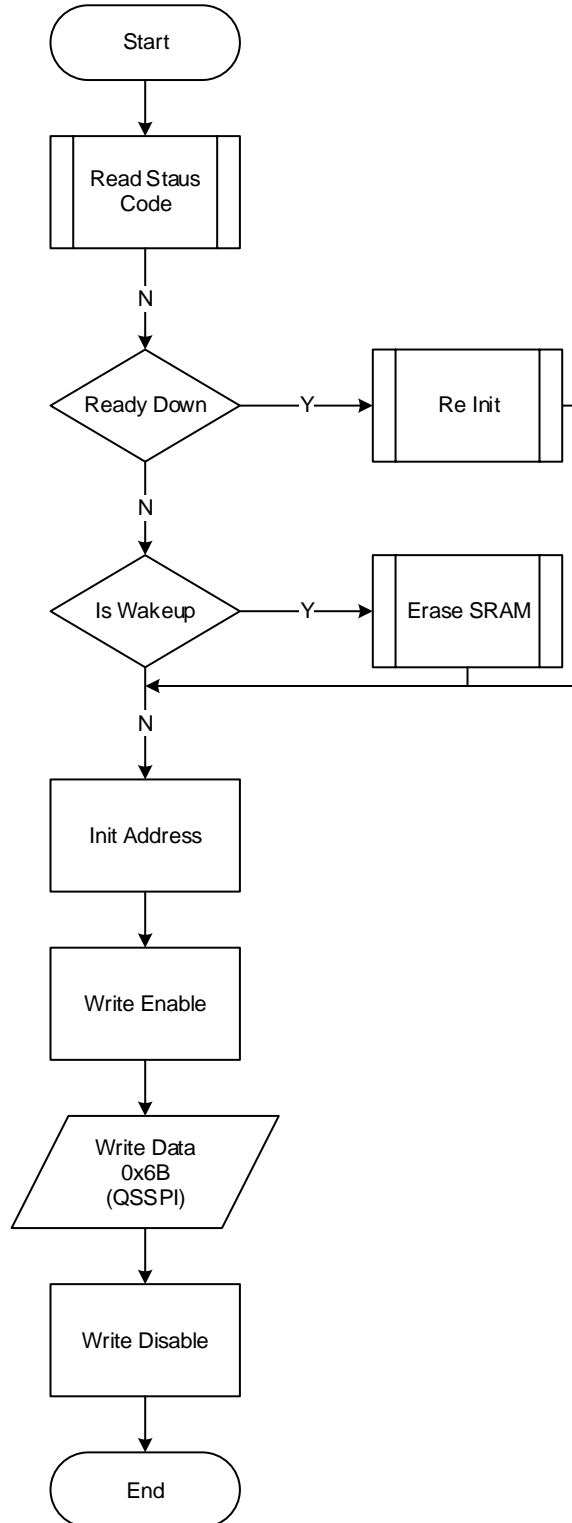 Start
Read Staus
Code
N
Ready Down
Y
Re Init
N
Is Wakeup
Y
Erase SRAM
N
Init Address
Write Enable
Write Data
0x6B
(QSSPI)
Write Disable
End